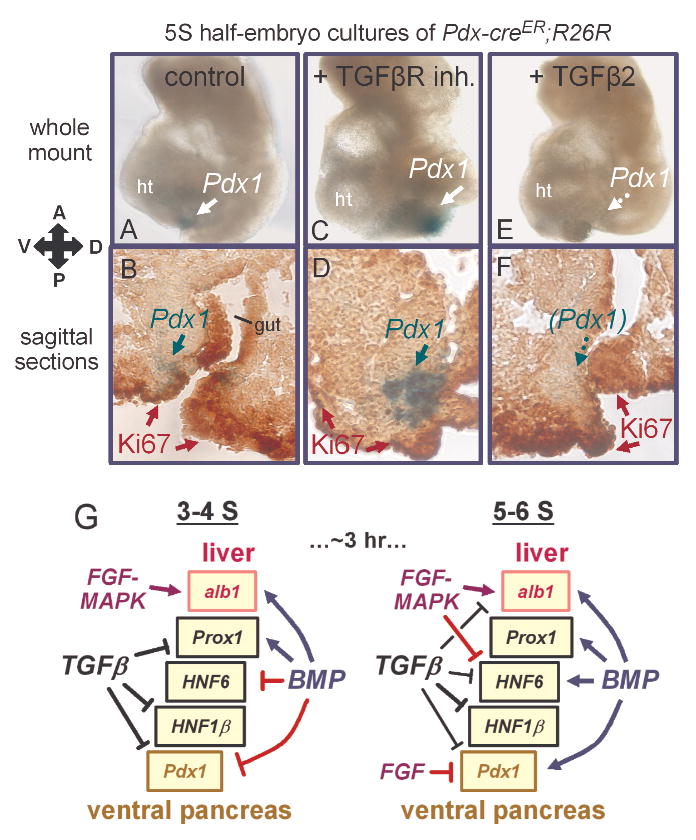 5S half-embryo cultures of Pdx-cre^ER;R26R
control
+ TGFβR inh.
+ TGFβ2
whole mount
ht
Pdx1
A
ht
Pdx1
C
ht
Pdx1
E
A
V
D
P
sagittal sections
B
Pdx1
gut
Ki67
D
Pdx1
Ki67
F
(Pdx1)
Ki67
G
3-4 S
...~3 hr...
5-6 S
liver
FGF-MAPK
alb1
Prox1
TGFβ
HNF6
BMP
HNF1β
Pdx1
ventral pancreas
liver
FGF-MAPK
alb1
Prox1
TGFβ
HNF6
BMP
HNF1β
FGF
Pdx1
ventral pancreas